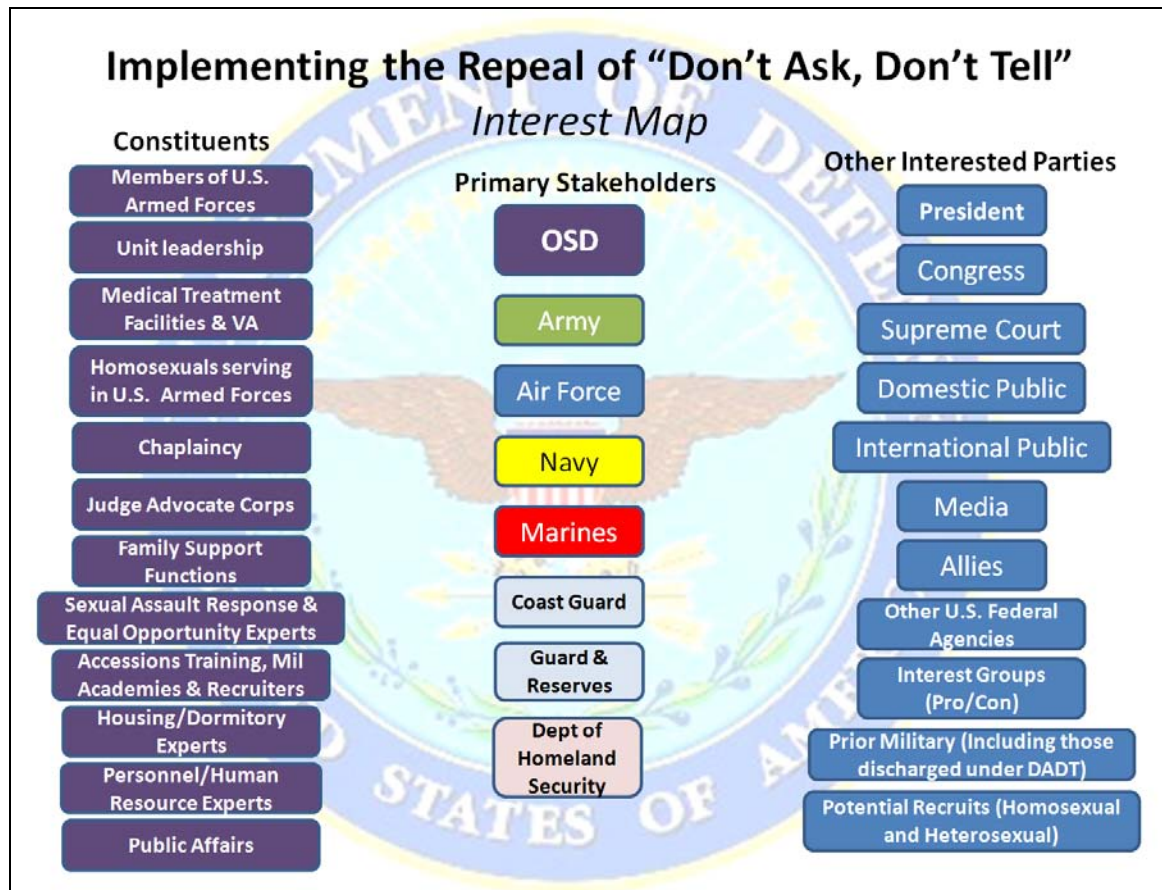 Implementing the Repeal of “Don’t Ask, Don’t Tell”
Interest Map
Constituents
Members of U.S.
Armed Forces
Unit leadership
Medical Treatment
Facilities & VA
Homosexuals serving
in U.S. Armed Forces
Chaplaincy
Judge Advocate Corps
Family Support
Functions
Sexual Assault Response &
Equal Opportunity Experts
Accessions Training, Mil
Academies & Recruiters
Housing/Dormitory
Experts
Personnel/Human
Resource Experts
Public Affairs
Primary Stakeholders
OSD
Army
Air Force
Navy
Marines
Coast Guard
Guard &
Reserves
Dept of
Homeland
Security
Other Interested Parties
President
Congress
Supreme Court
Domestic Public
International Public
Media
Allies
Other U.S. Federal
Agencies
Interest Groups
(Pro/Con)
Prior Military (Including those
discharged under DADT)
Potential Recruits (Homosexual
and Heterosexual)
STATES OF AMERICA